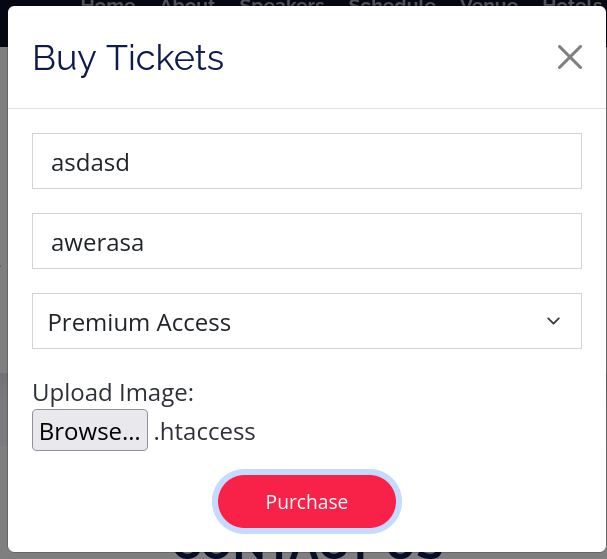 Home About Speakers Schedule Venue Hotels
Buy Tickets
asdasd
awerasa
Premium Access
Upload Image:
Browse... .htaccess
Purchase
CONTACT US